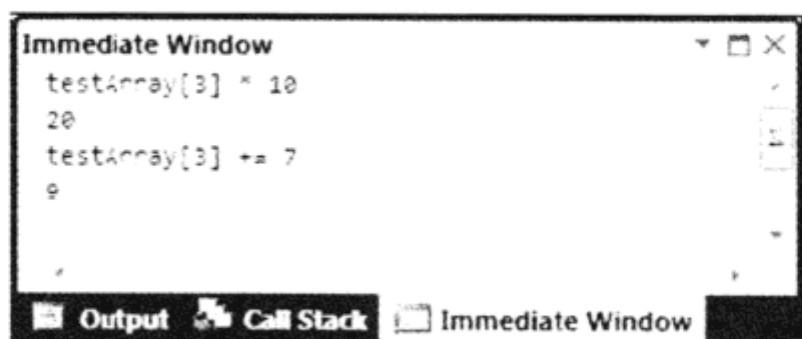 Immediate Window
testArray[3] * 10
20
testArray[3] += 7
9
Output Call Stack Immediate Window